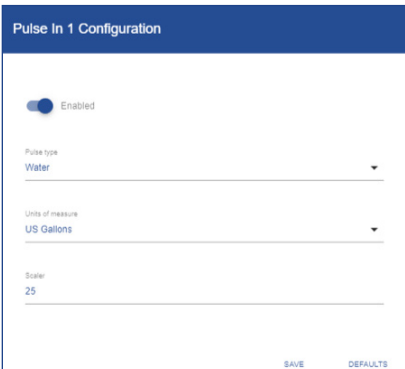 Pulse In 1 Configuration
Enabled
Pulse type
Water
Units of measure
US Gallons
Scaler
25
SAVE DEFAULTS